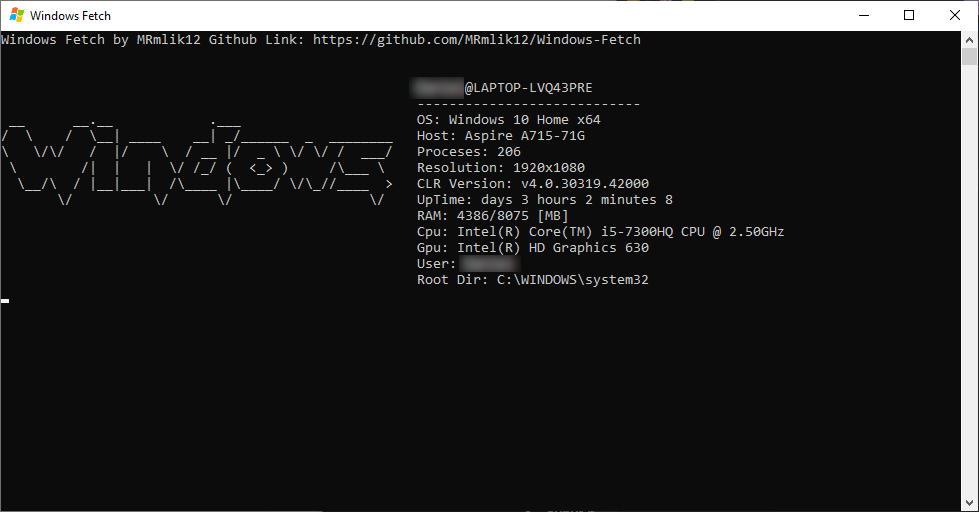 Windows Fetch
Windows Fetch by MRmlik12 Github Link: https://github.com/MRmlik12/Windows-Fetch
Windows
@LAPTOP-LVQ43PRE
----------------------------
OS: Windows 10 Home x64
Host: Aspire A715-71G
Proceses: 206
Resolution: 1920x1080
CLR Version: v4.0.30319.42000
UpTime: days 3 hours 2 minutes 8
RAM: 4386/8075 [MB]
Cpu: Intel(R) Core(TM) i5-7300HQ CPU @ 2.50GHz
Gpu: Intel(R) HD Graphics 630
User:
Root Dir: C:\WINDOWS\system32